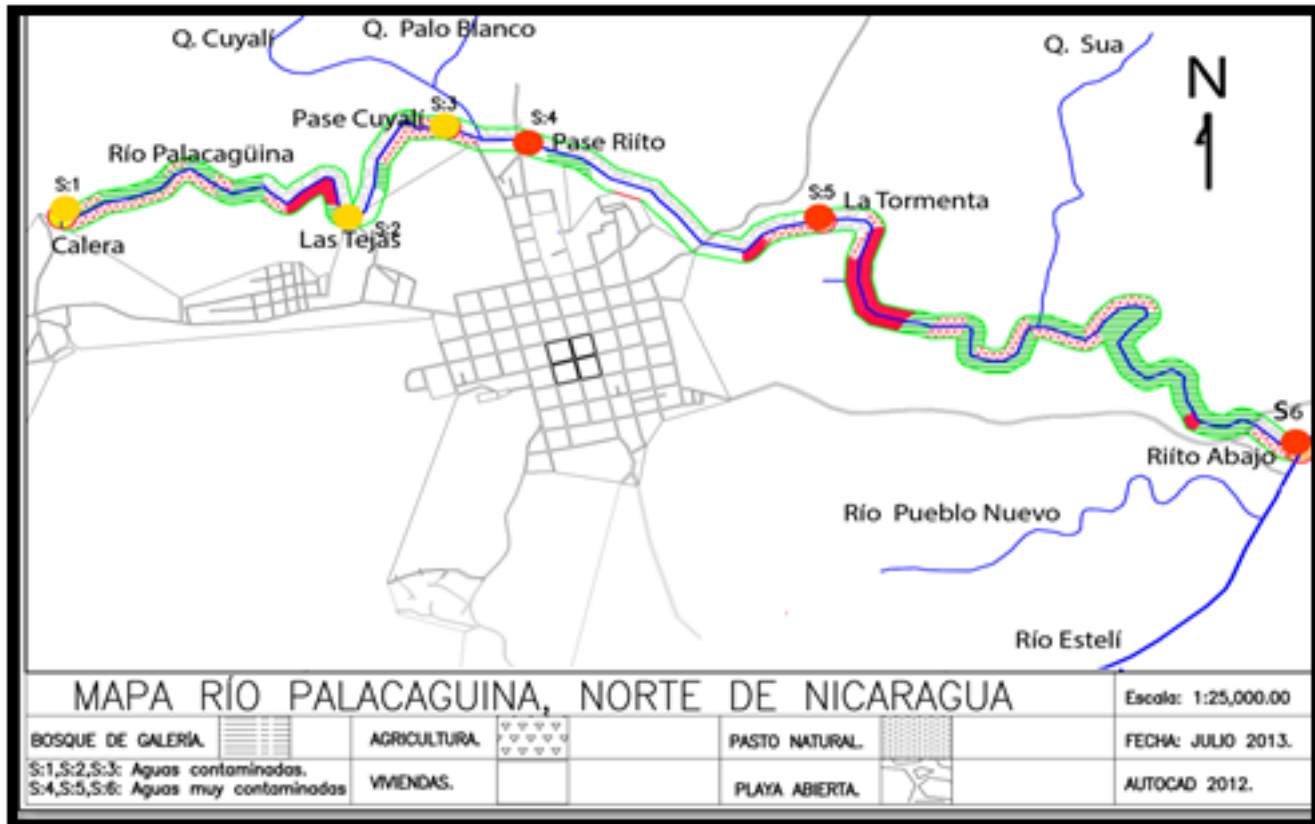 Q. Cuyalí
Q. Palo Blanco
Q. Sua
N
S:3
Pase Cuyalí
S:4
Pase Riíto
Río Palacagüina
S:1
Calera
Las Tejas
S:2
S:5
La Tormenta
S6
Riíto Abajo
Río Pueblo Nuevo
Río Estelí
MAPA RÍO PALACAGUINA, NORTE DE NICARAGUA
Escala: 1:25,000.00
BOSQUE DE GALERÍA.
AGRICULTURA.
PASTO NATURAL.
FECHA: JULIO 2013.
S:1,S:2,S:3: Aguas contaminadas.
S:4,S:5,S:6: Aguas muy contaminadas
VIVIENDAS.
PLAYA ABIERTA.
AUTOCAD 2012.